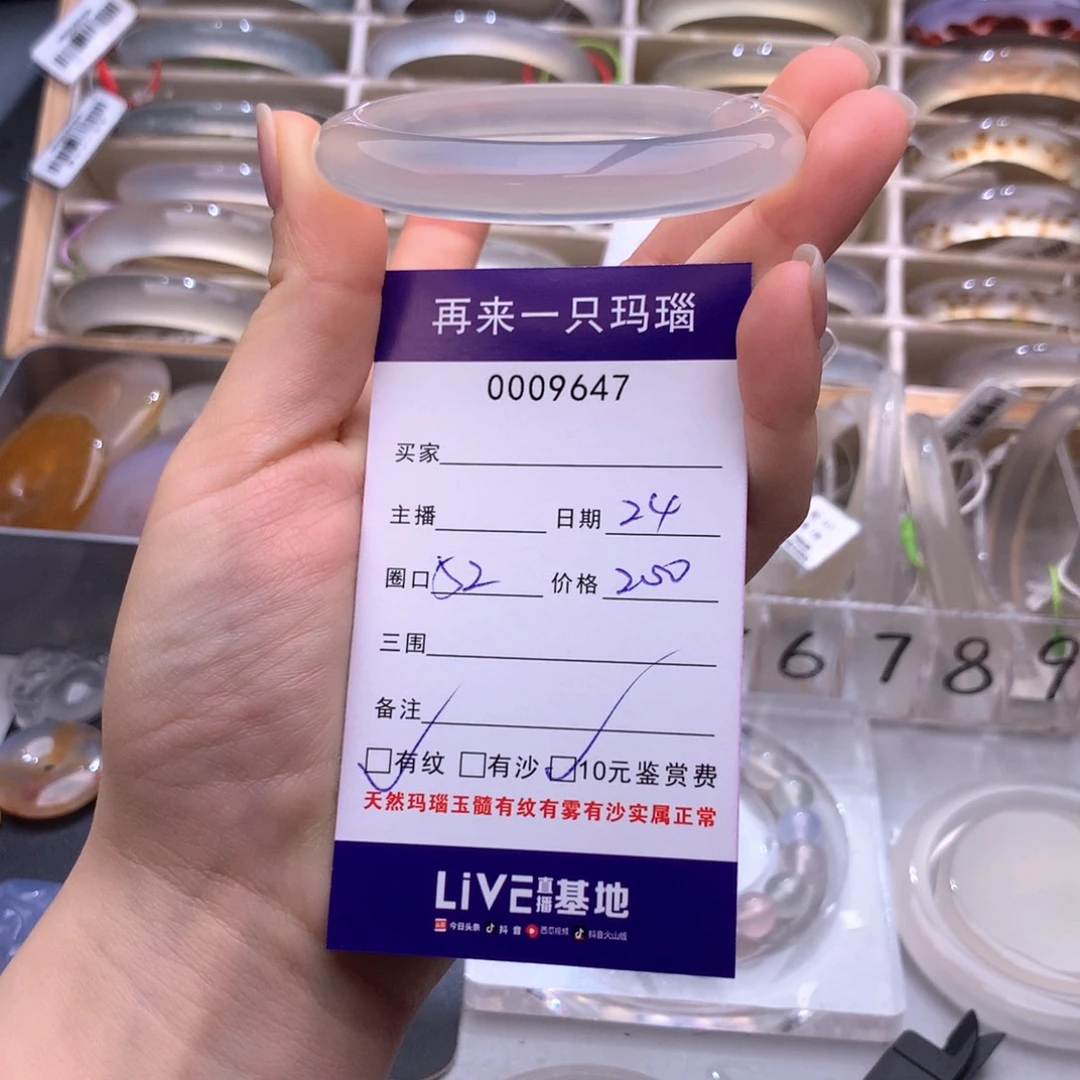 再来一只玛瑙
0009647
买家
主播 日期 24
圈口 52 价格 250
三围
备注
有纹 有沙 10元鉴赏费
天然玛瑙玉髓有纹有雾有沙实属正常
LiVE直播基地
今日头条 抖音 西瓜视频 抖音火山版
6 7 8 9